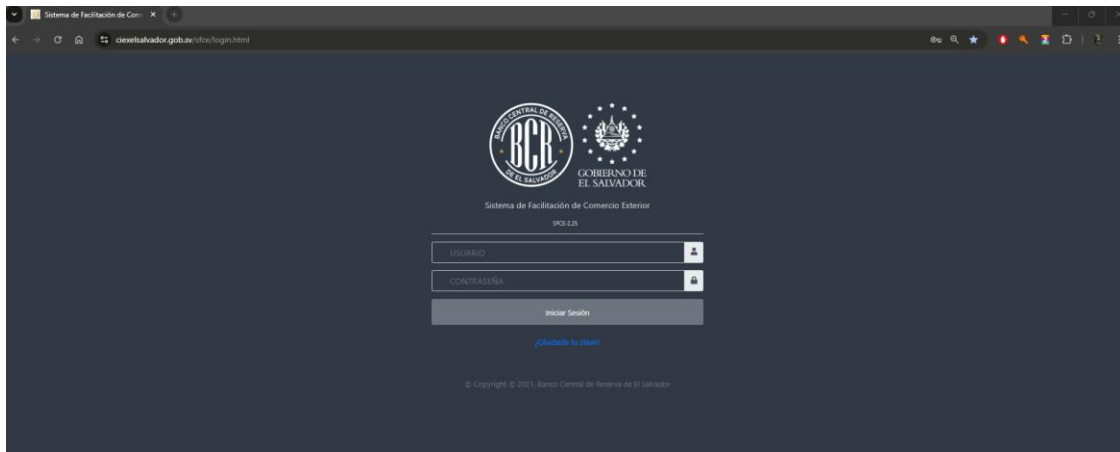 Sistema de Facilitación de Com
ciexelsalvador.gob.sv/sfce/login.html
BANCO CENTRAL DE RESERVA
BCR
DE EL SALVADOR
GOBIERNO DE
EL SALVADOR
Sistema de Facilitación de Comercio Exterior
SFCE-2.25
USUARIO
CONTRASEÑA
Iniciar Sesión
¿Olvidaste tu clave?
© Copyright © 2021, Banco Central de Reserva de El Salvador